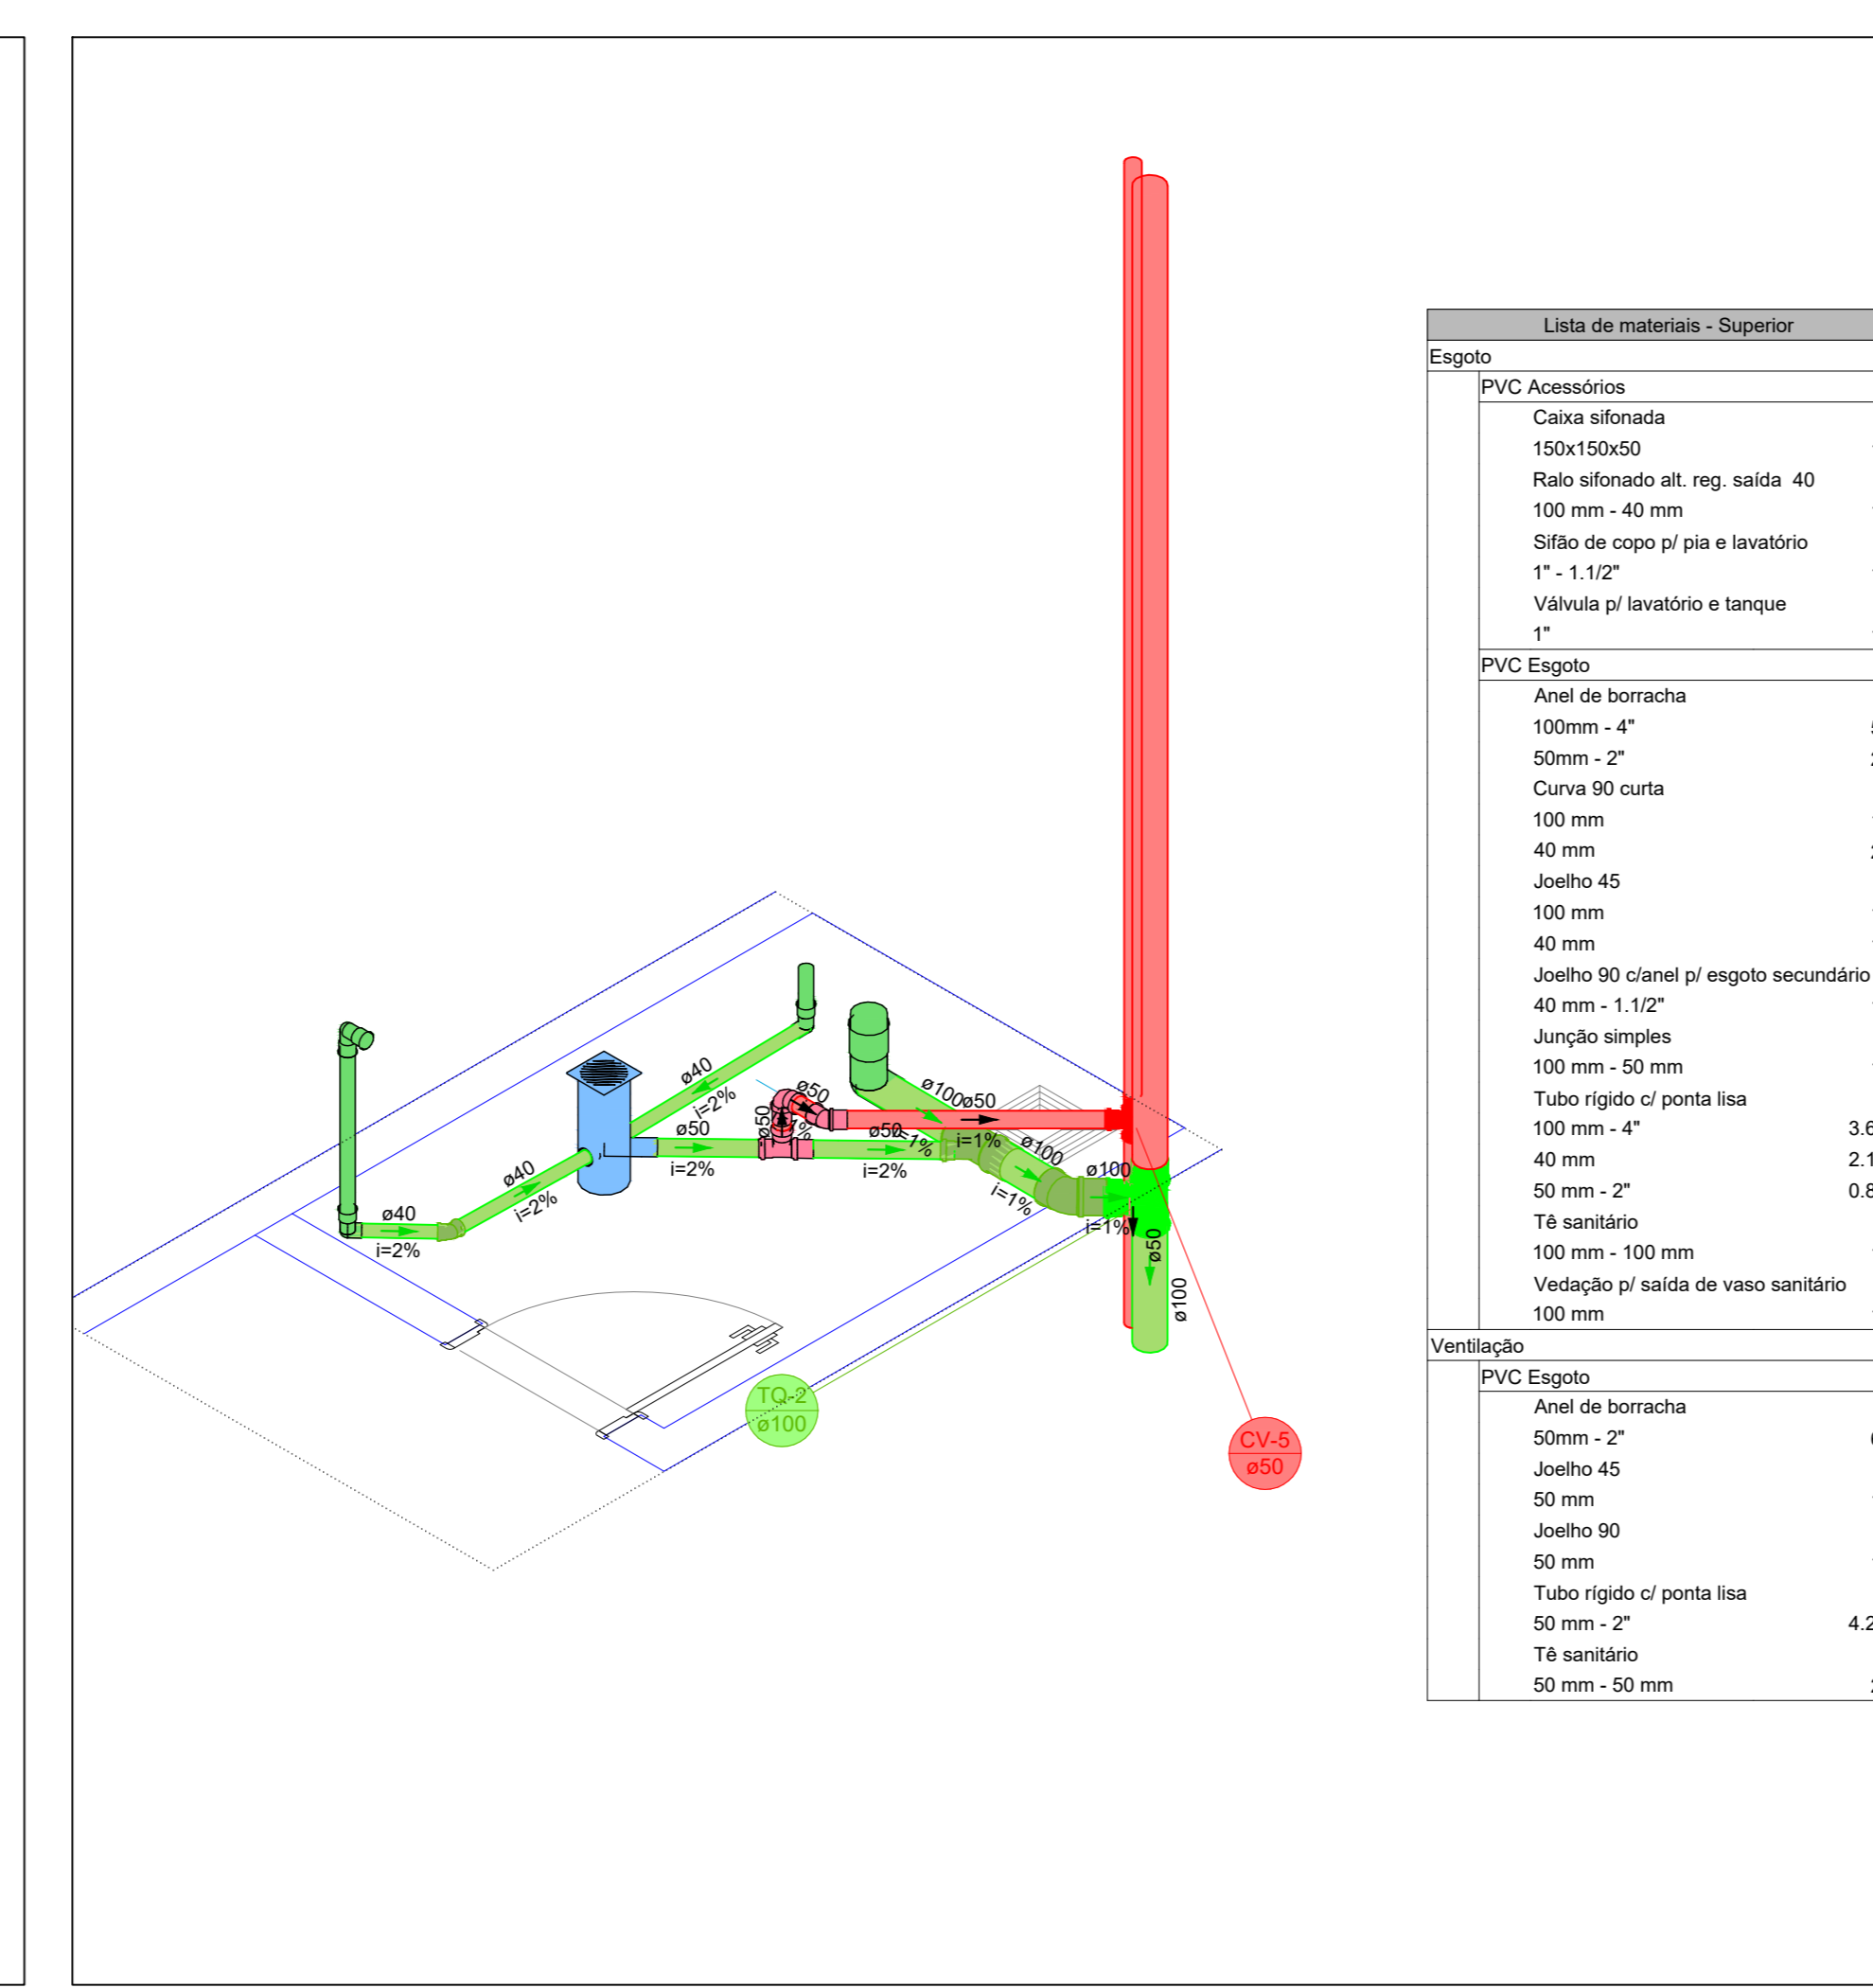 ø40
i=2%
ø40
i=2%
ø40
i=2%
ø50
i=2%
ø50
ø50
ø50
i=2%
ø100
i=1%
ø50
i=1%
ø100
i=1%
ø100
i=1%
ø50
ø100
TQ-2
ø100
CV-5
ø50
Lista de materiais - Superior
Esgoto
PVC Acessórios
Caixa sifonada
150x150x50
Ralo sifonado alt. reg. saída 40
100 mm - 40 mm
Sifão de copo p/ pia e lavatório
1" - 1.1/2"
Válvula p/ lavatório e tanque
1"
PVC Esgoto
Anel de borracha
100mm - 4"
50mm - 2"
Curva 90 curta
100 mm
40 mm
Joelho 45
100 mm
40 mm
Joelho 90 c/anel p/ esgoto secundário
40 mm - 1.1/2"
Junção simples
100 mm - 50 mm
Tubo rígido c/ ponta lisa
100 mm - 4" 3.6
40 mm 2.1
50 mm - 2" 0.8
Tê sanitário
100 mm - 100 mm
Vedação p/ saída de vaso sanitário
100 mm
Ventilação
PVC Esgoto
Anel de borracha
50mm - 2"
Joelho 45
50 mm
Joelho 90
50 mm
Tubo rígido c/ ponta lisa
50 mm - 2" 4.2
Tê sanitário
50 mm - 50 mm